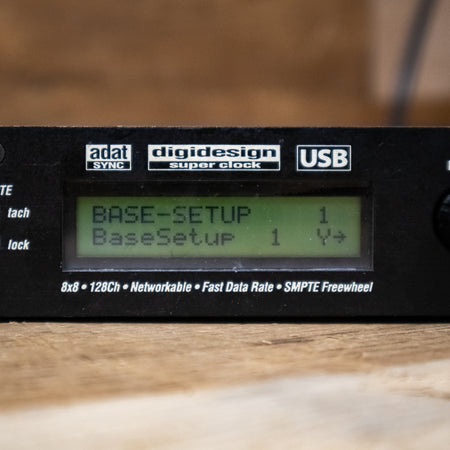 adat SYNC
digidesign super clock
USB
TE
tach
lock
BASE-SETUP 1
BaseSetup 1 Y→
8x8 • 128Ch • Networkable • Fast Data Rate • SMPTE Freewheel